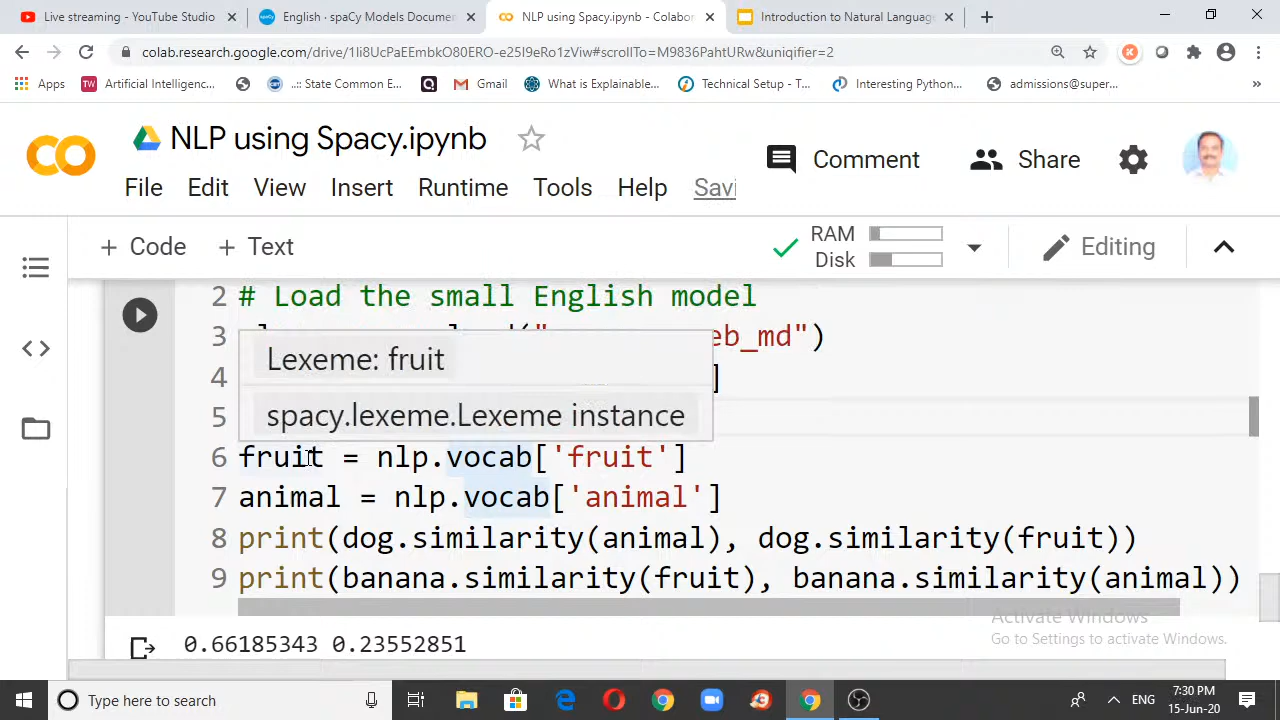 Live streaming - YouTube Studio
English · spaCy Models Docume
NLP using Spacy.ipynb - Colabor
Introduction to Natural Languag
colab.research.google.com/drive/1li8UcPaEEmbkO80ERQ-e25I9eRo1zViw#scrollTo=M9836PahtURw&uniqifier=2
Apps
Artificial Intelligenc...
..:: State Common E...
Gmail
What is Explainable...
Technical Setup - T...
Interesting Python...
admissions@super...
»
NLP using Spacy.ipynb
Comment
Share
File Edit View Insert Runtime Tools Help Savi
+ Code + Text
RAM
Disk
Editing
2 # Load the small English model
3 eb_md")
4 ]
5
Lexeme: fruit
spacy.lexeme.Lexeme instance
6 fruit = nlp.vocab['fruit']
7 animal = nlp.vocab['animal']
8 print(dog.similarity(animal), dog.similarity(fruit))
9 print(banana.similarity(fruit), banana.similarity(animal))
0.66185343 0.23552851
Activate Windows
Go to Settings to activate Windows.
Type here to search
ENG
7:30 PM
15-Jun-20